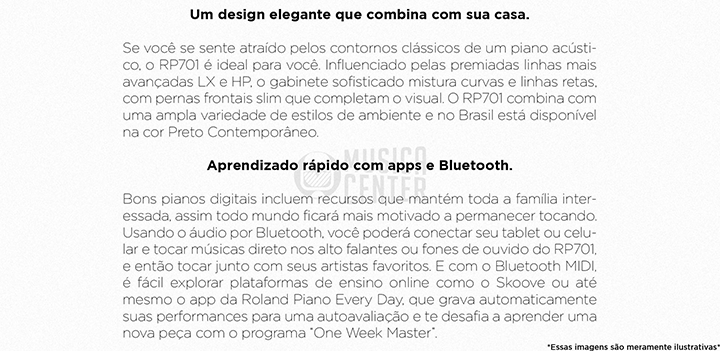 Um design elegante que combina com sua casa.
Se você se sente atraído pelos contornos clássicos de um piano acústi-
co, o RP701 é ideal para você. Influenciado pelas premiadas linhas mais
avançadas LX e HP, o gabinete sofisticado mistura curvas e linhas retas,
com pernas frontais slim que completam o visual. O RP701 combina com
uma ampla variedade de estilos de ambiente e no Brasil está disponível
na cor Preto Contemporâneo.
MUSICA
CENTER
Aprendizado rápido com apps e Bluetooth.
Bons pianos digitais incluem recursos que mantém toda a família inter-
essada, assim todo mundo ficará mais motivado a permanecer tocando.
Usando o áudio por Bluetooth, você poderá conectar seu tablet ou celu-
lar e tocar músicas direto nos alto falantes ou fones de ouvido do RP701,
e então tocar junto com seus artistas favoritos. E com o Bluetooth MIDI,
é fácil explorar plataformas de ensino online como o Skoove ou até
mesmo o app da Roland Piano Every Day, que grava automaticamente
suas performances para uma autoavaliação e te desafia a aprender uma
nova peça com o programa "One Week Master".
*Essas imagens são meramente ilustrativas*